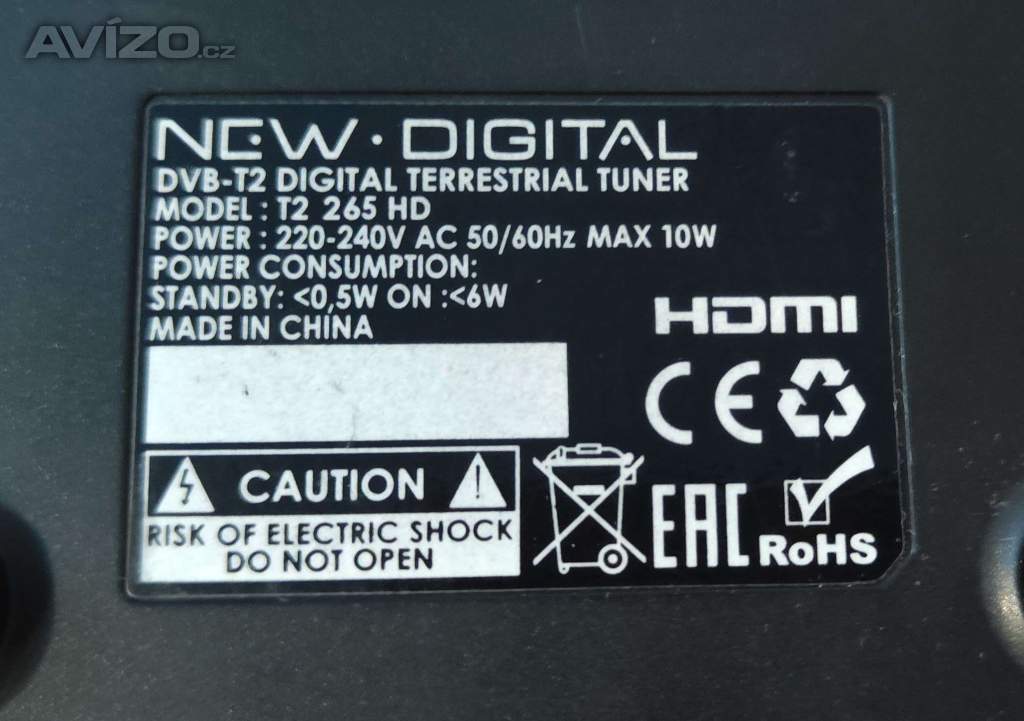 AVÍZO.cz
NEW · DIGITAL
DVB-T2 DIGITAL TERRESTRIAL TUNER
MODEL : T2 265 HD
POWER : 220-240V AC 50/60Hz MAX 10W
POWER CONSUMPTION:
STANDBY: <0,5W ON :<6W
MADE IN CHINA
HDMI
CE
CAUTION
RISK OF ELECTRIC SHOCK
DO NOT OPEN
EAC
RoHS